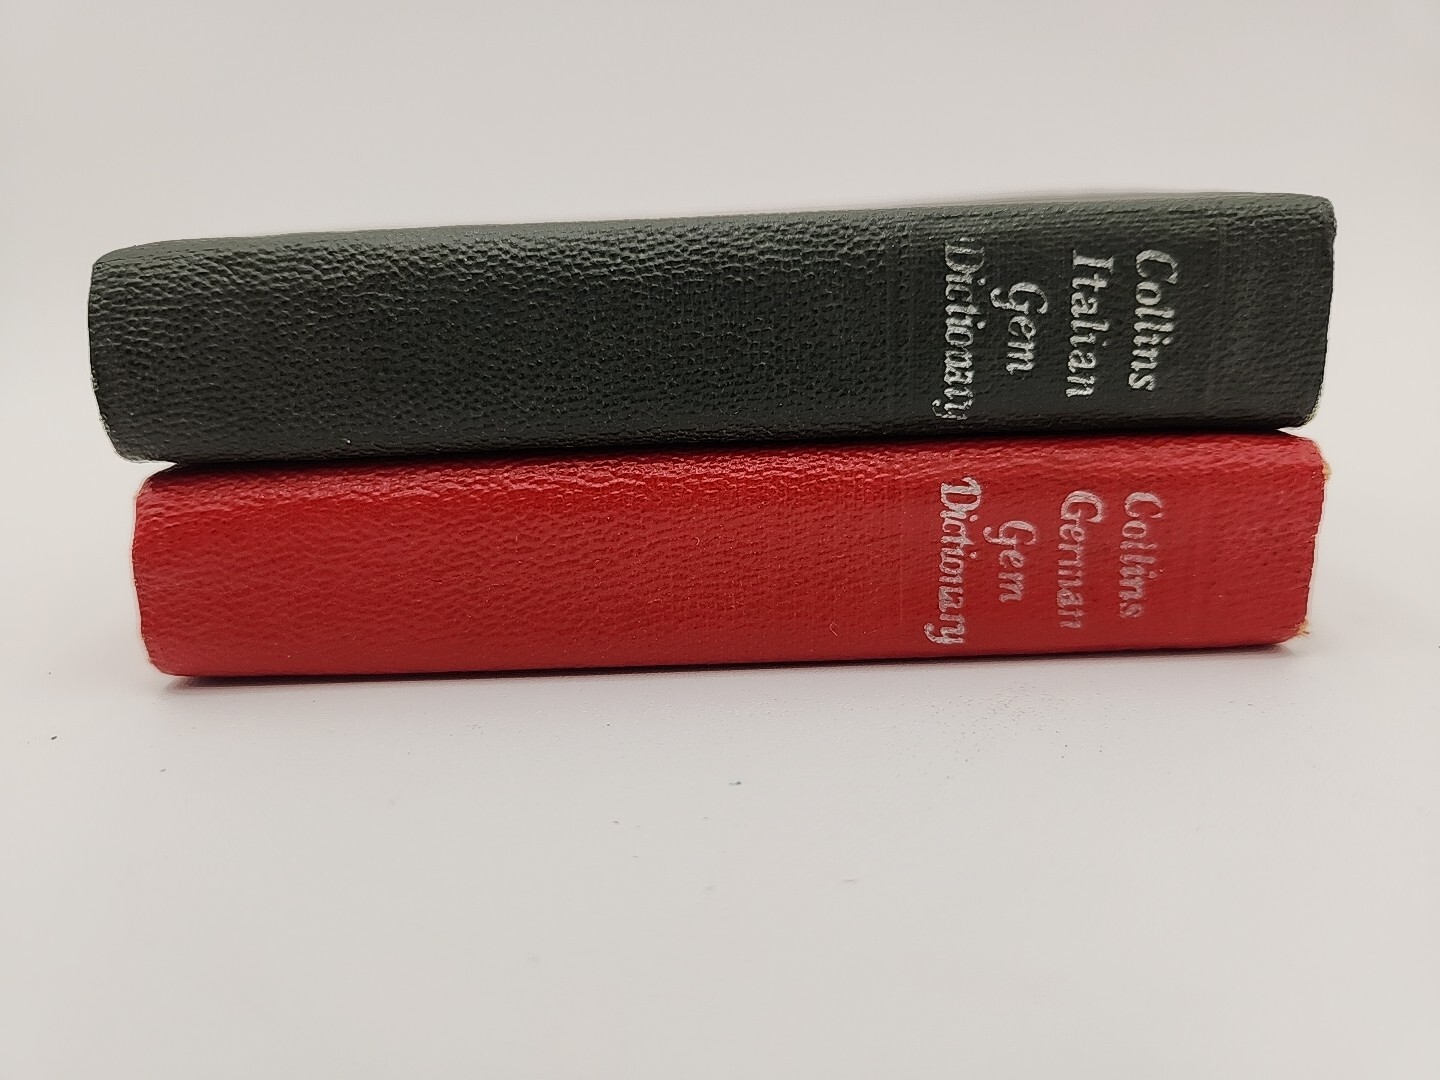 Collins
Italian
Gem
Dictionary
Collins
German
Gem
Dictionary